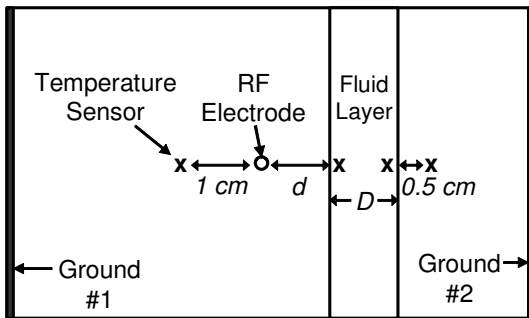 Temperature
Sensor
RF
Electrode
Fluid
Layer
x
x
x
x
1 cm
d
D
0.5 cm
Ground
#1
Ground
#2